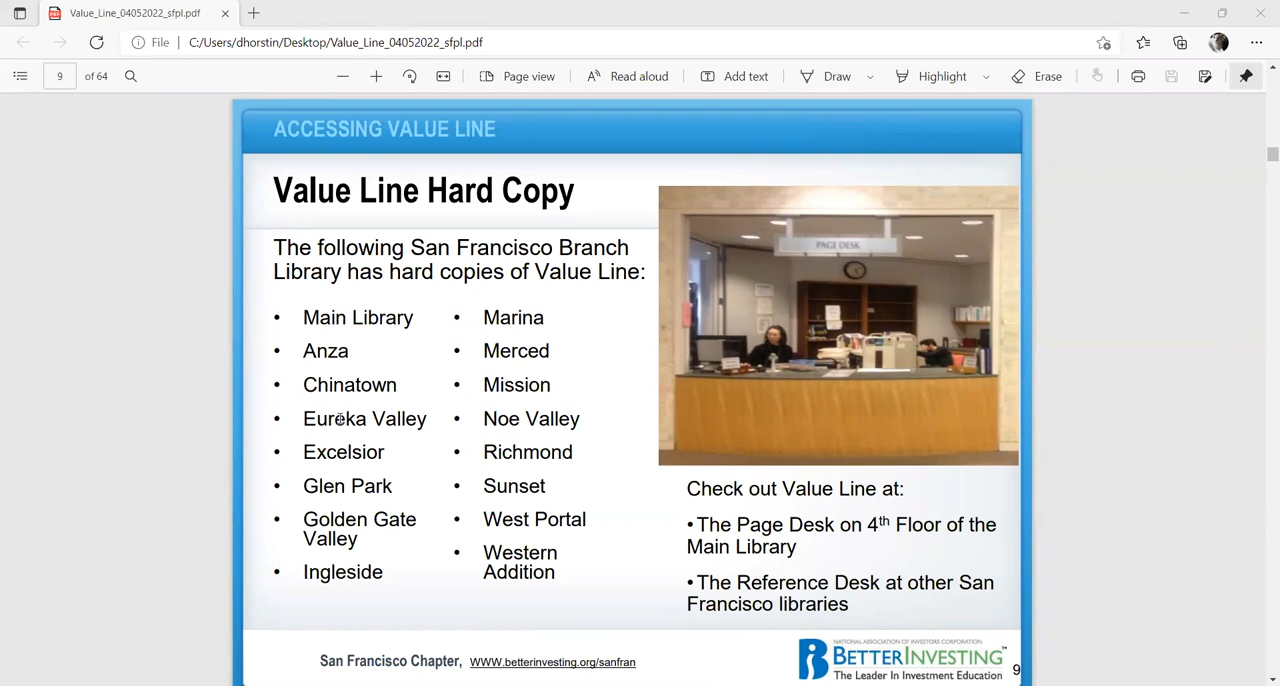 Value_Line_04052022_sfpl.pdf
File | C:/Users/dhorstin/Desktop/Value_Line_04052022_sfpl.pdf
9 of 64 Page view Read aloud Add text Draw Highlight Erase
ACCESSING VALUE LINE
Value Line Hard Copy
The following San Francisco Branch
Library has hard copies of Value Line:
• Main Library
• Anza
• Chinatown
• Eureka Valley
• Excelsior
• Glen Park
• Golden Gate
Valley
• Ingleside
• Marina
• Merced
• Mission
• Noe Valley
• Richmond
• Sunset
• West Portal
• Western
Addition
PAGE DESK
Check out Value Line at:
•The Page Desk on 4th Floor of the
Main Library
•The Reference Desk at other San
Francisco libraries
San Francisco Chapter, WWW.betterinvesting.org/sanfran
NATIONAL ASSOCIATION OF INVESTORS CORPORATION
BETTERINVESTING™
The Leader In Investment Education
9